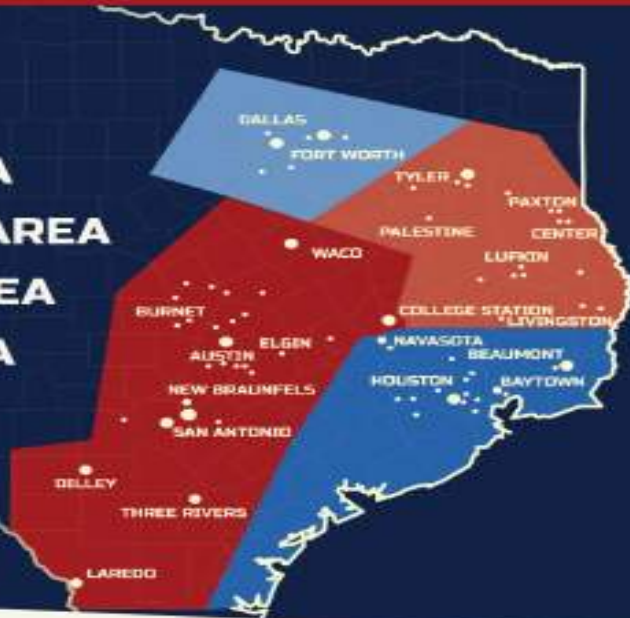 A
AREA
EA
A
DALLAS
FORT WORTH
TYLER
PAXTON
PALESTINE
CENTER
LUFKIN
WACO
BURNET
COLLEGE STATION
LIVINGSTON
ELGIN
NAVASOTA
AUSTIN
BEAUMONT
NEW BRAUNFELS
HOUSTON
BAYTOWN
SAN ANTONIO
DILLEY
THREE RIVERS
LAREDO